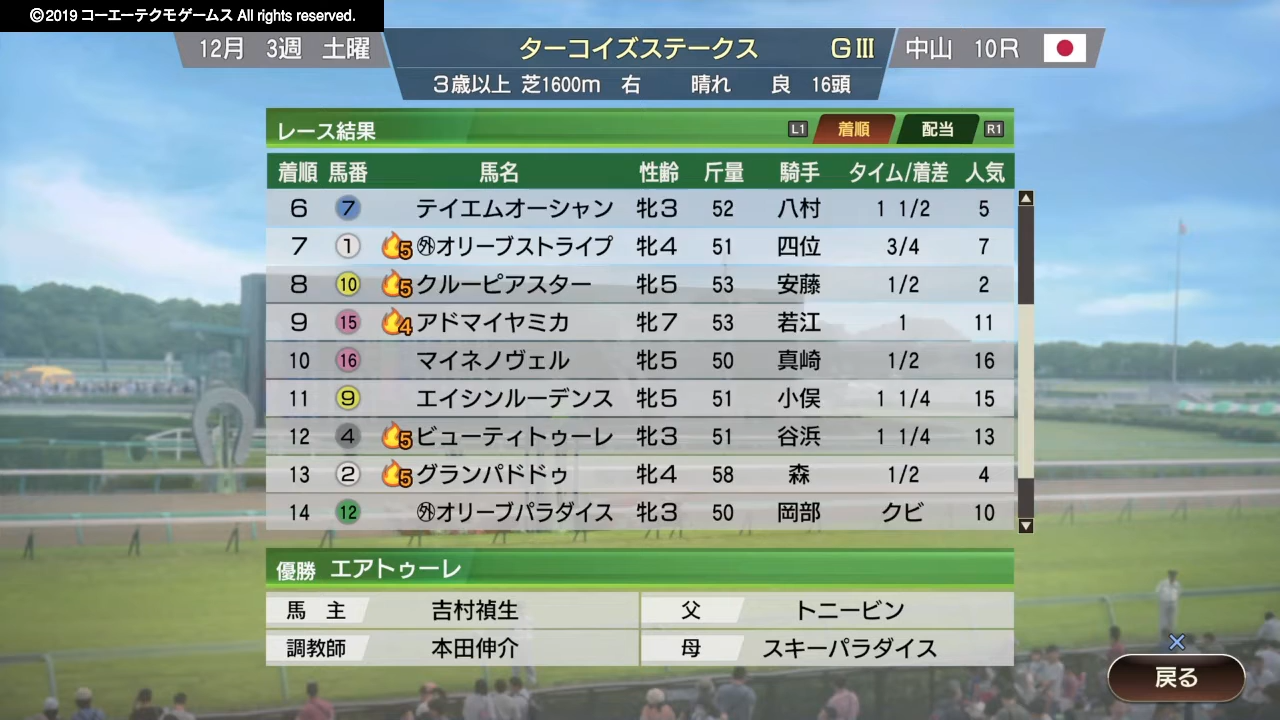 ©2019 コーエーテクモゲームス All rights reserved.
12月 3週 土曜 ターコイズステークス GⅢ 中山 10R
3歳以上 芝1600m 右 晴れ 良 16頭
レース結果 L1 着順 配当 R1
着順 馬番 馬名 性齢 斤量 騎手 タイム/着差 人気
6 7 テイエムオーシャン 牝3 52 八村 1 1/2 5
7 1 5 外オリーブストライプ 牝4 51 四位 3/4 7
8 10 5 クルーピアスター 牝5 53 安藤 1/2 2
9 15 4 アドマイヤミカ 牝7 53 若江 1 11
10 16 マイネノヴェル 牝5 50 真崎 1/2 16
11 9 エイシンルーデンス 牝5 51 小俣 1 1/4 15
12 4 5 ビューティトゥーレ 牝3 51 谷浜 1 1/4 13
13 2 5 グランパドドゥ 牝4 58 森 1/2 4
14 12 外オリーブパラダイス 牝3 50 岡部 クビ 10
優勝 エアトゥーレ
馬主 吉村禎生 父 トニービン
調教師 本田伸介 母 スキーパラダイス
戻る